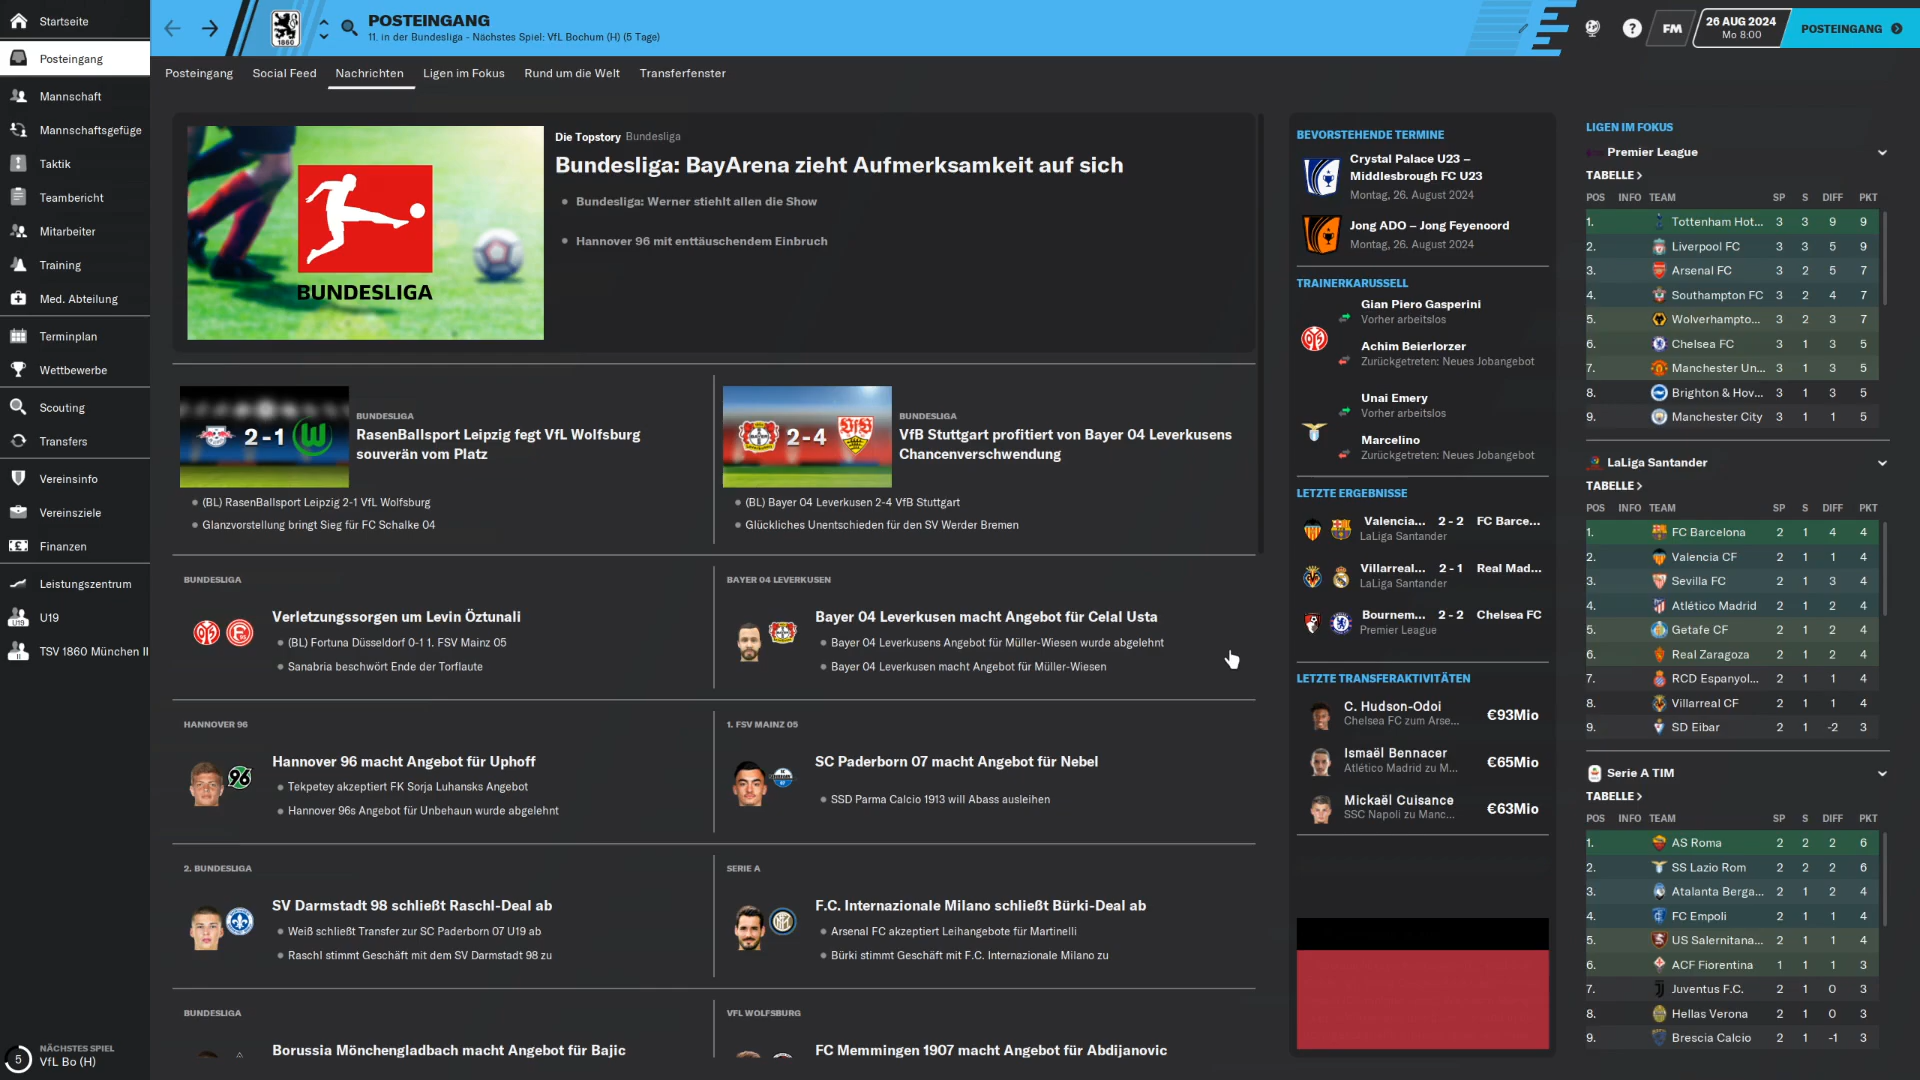 Startseite
Posteingang
Mannschaft
Mannschaftsgefüge
Taktik
Teambericht
Mitarbeiter
Training
Med. Abteilung
Terminplan
Wettbewerbe
Scouting
Transfers
Vereinsinfo
Vereinsziele
Finanzen
Leistungszentrum
U19
U19
TSV 1860 München II
II
5
NÄCHSTES SPIEL
VfL Bo (H)
1860
POSTEINGANG
11. in der Bundesliga - Nächstes Spiel: VfL Bochum (H) (5 Tage)
?
FM
26 AUG 2024
Mo 8:00
POSTEINGANG
Posteingang Social Feed Nachrichten Ligen im Fokus Rund um die Welt Transferfenster
BUNDESLIGA
Die Topstory Bundesliga
Bundesliga: BayArena zieht Aufmerksamkeit auf sich
Bundesliga: Werner stiehlt allen die Show
Hannover 96 mit enttäuschendem Einbruch
2 - 1
BUNDESLIGA
RasenBallsport Leipzig fegt VfL Wolfsburg
souverän vom Platz
(BL) RasenBallsport Leipzig 2-1 VfL Wolfsburg
Glanzvorstellung bringt Sieg für FC Schalke 04
2 - 4
BUNDESLIGA
VfB Stuttgart profitiert von Bayer 04 Leverkusens
Chancenverschwendung
(BL) Bayer 04 Leverkusen 2-4 VfB Stuttgart
Glückliches Unentschieden für den SV Werder Bremen
BUNDESLIGA
Verletzungssorgen um Levin Öztunali
(BL) Fortuna Düsseldorf 0-1 1. FSV Mainz 05
Sanabria beschwört Ende der Torflaute
BAYER 04 LEVERKUSEN
Bayer 04 Leverkusen macht Angebot für Celal Usta
Bayer 04 Leverkusens Angebot für Müller-Wiesen wurde abgelehnt
Bayer 04 Leverkusen macht Angebot für Müller-Wiesen
HANNOVER 96
Hannover 96 macht Angebot für Uphoff
Tekpetey akzeptiert FK Sorja Luhansks Angebot
Hannover 96s Angebot für Unbehaun wurde abgelehnt
1. FSV MAINZ 05
SC Paderborn 07 macht Angebot für Nebel
SSD Parma Calcio 1913 will Abass ausleihen
2. BUNDESLIGA
SV Darmstadt 98 schließt Raschl-Deal ab
Weiß schließt Transfer zur SC Paderborn 07 U19 ab
Raschl stimmt Geschäft mit dem SV Darmstadt 98 zu
SERIE A
F.C. Internazionale Milano schließt Bürki-Deal ab
Arsenal FC akzeptiert Leihangebote für Martinelli
Bürki stimmt Geschäft mit F.C. Internazionale Milano zu
BUNDESLIGA
Borussia Mönchengladbach macht Angebot für Bajic
VFL WOLFSBURG
FC Memmingen 1907 macht Angebot für Abdijanovic
BEVORSTEHENDE TERMINE
Crystal Palace U23 –
Middlesbrough FC U23
Montag, 26. August 2024
Jong ADO – Jong Feyenoord
Montag, 26. August 2024
TRAINERKARUSSELL
Gian Piero Gasperini
Vorher arbeitslos
Achim Beierlorzer
Zurückgetreten: Neues Jobangebot
Unai Emery
Vorher arbeitslos
Marcelino
Zurückgetreten: Neues Jobangebot
LETZTE ERGEBNISSE
Valencia... 2 - 2 FC Barce...
LaLiga Santander
Villarreal... 2 - 1 Real Mad...
LaLiga Santander
Bournem... 2 - 2 Chelsea FC
Premier League
LETZTE TRANSFERAKTIVITÄTEN
C. Hudson-Odoi €93Mio
Chelsea FC zum Arse...
Ismaël Bennacer €65Mio
Atlético Madrid zu M...
Mickaël Cuisance €63Mio
SSC Napoli zu Manc...
LIGEN IM FOKUS
Premier League
TABELLE >
POS INFO TEAM SP S DIFF PKT
1. Tottenham Hot... 3 3 9 9
2. Liverpool FC 3 3 5 9
3. Arsenal FC 3 2 5 7
4. Southampton FC 3 2 4 7
5. Wolverhampto... 3 2 3 7
6. Chelsea FC 3 1 3 5
7. Manchester Un... 3 1 3 5
8. Brighton & Hov... 3 1 3 5
9. Manchester City 3 1 1 5
LaLiga Santander
TABELLE >
POS INFO TEAM SP S DIFF PKT
1. FC Barcelona 2 1 4 4
2. Valencia CF 2 1 1 4
3. Sevilla FC 2 1 3 4
4. Atlético Madrid 2 1 2 4
5. Getafe CF 2 1 2 4
6. Real Zaragoza 2 1 2 4
7. RCD Espanyol... 2 1 1 4
8. Villarreal CF 2 1 1 4
9. SD Eibar 2 1 -2 3
Serie A TIM
TABELLE >
POS INFO TEAM SP S DIFF PKT
1. AS Roma 2 2 2 6
2. SS Lazio Rom 2 2 2 6
3. Atalanta Berga... 2 1 2 4
4. FC Empoli 2 1 1 4
5. US Salernitana... 2 1 1 4
6. ACF Fiorentina 1 1 1 3
7. Juventus F.C. 2 1 0 3
8. Hellas Verona 2 1 0 3
9. Brescia Calcio 2 1 -1 3